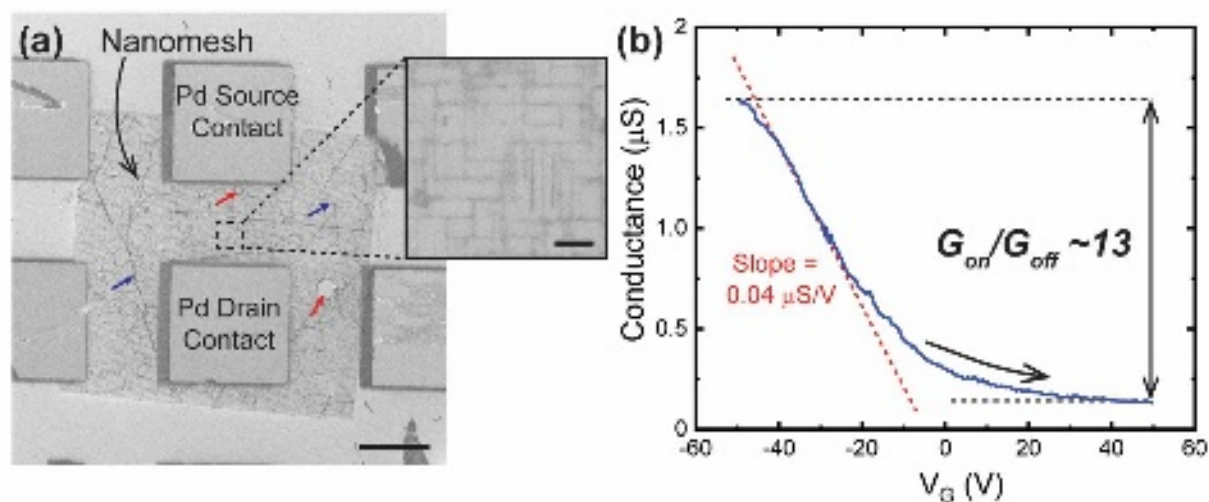 (a)
Nanomesh
Pd Source
Contact
Pd Drain
Contact
(b)
Conductance (μS)
2
1.5
1.0
0.5
0
G_on/G_off ~13
Slope =
0.04 μS/V
-60 -40 -20 0 20 40 60
V_G (V)